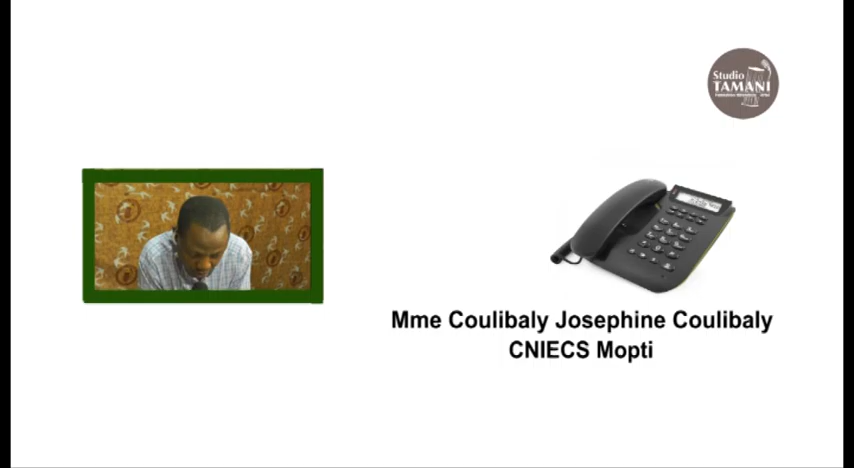 Studio
TAMANI
Mme Coulibaly Josephine Coulibaly
CNIECS Mopti